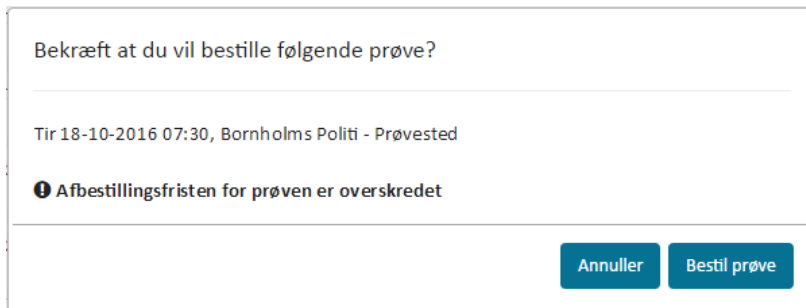 Bekræft at du vil bestille følgende prøve?
Tir 18-10-2016 07:30, Bornholms Politi - Prøvested
Afbestillingsfristen for prøven er overskredet
Annuller Bestil prøve